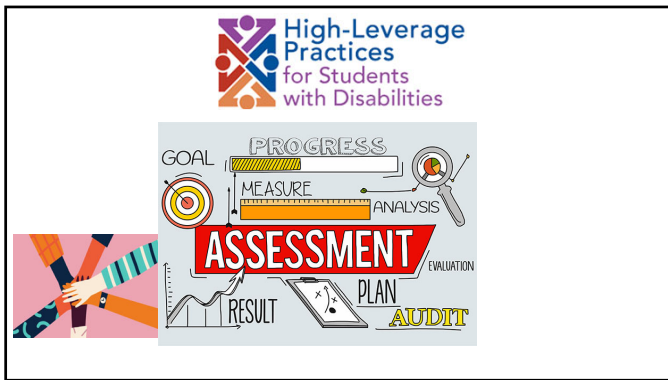 High-Leverage
Practices
for Students
with Disabilities
PROGRESS
GOAL
MEASURE
ANALYSIS
ASSESSMENT
EVALUATION
PLAN
RESULT
AUDIT